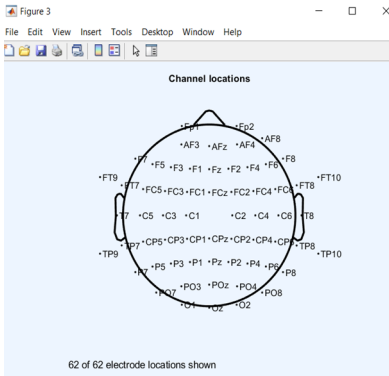 Figure 3
File Edit View Insert Tools Desktop Window Help
Channel locations
Fp1 Fp2
AF3 AFz AF4 AF8
F7 F5 F3 F1 Fz F2 F4 F6 F8
FT9 FT7 FC5 FC3 FC1 FCz FC2 FC4 FC6 FT8 FT10
T7 C5 C3 C1 C2 C4 C6 T8
TP9 TP7 CP5 CP3 CP1 CPz CP2 CP4 CP6 TP8 TP10
P7 P5 P3 P1 Pz P2 P4 P6 P8
PO7 PO3 POz PO4 PO8
O1 Oz O2
62 of 62 electrode locations shown